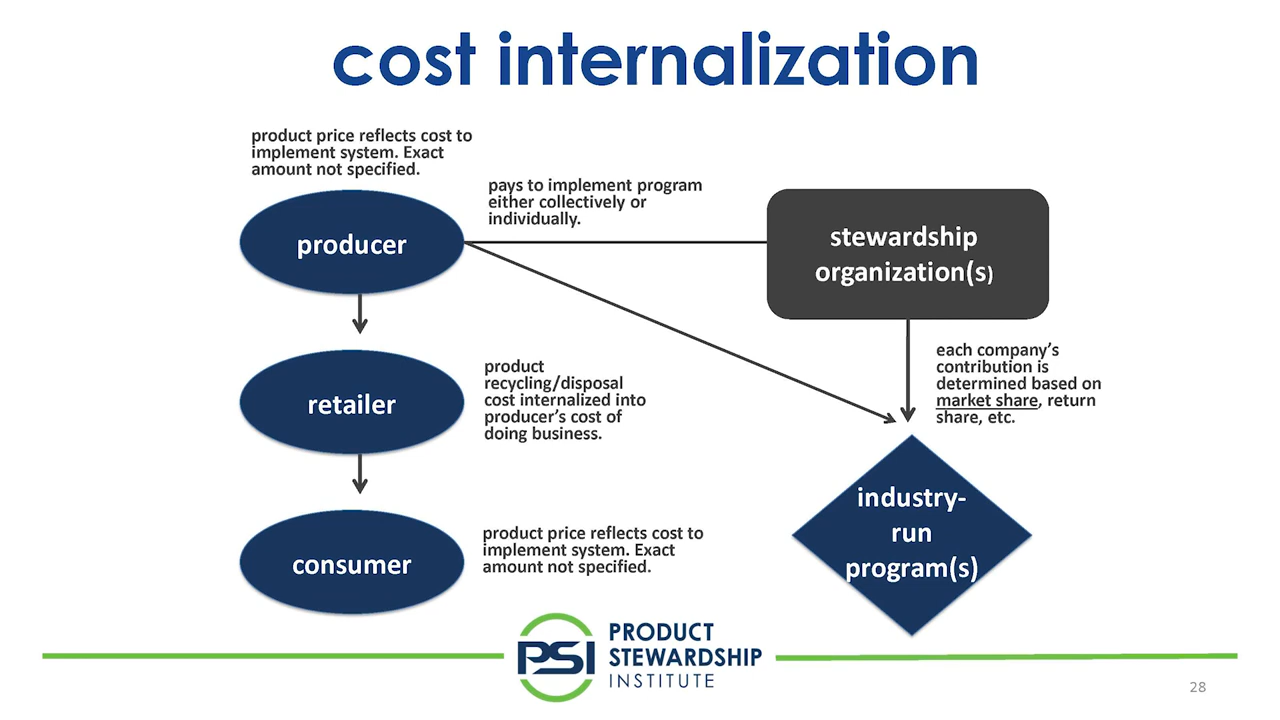 cost internalization
product price reflects cost to
implement system. Exact
amount not specified.
pays to implement program
either collectively or
individually.
producer
stewardship
organization(s)
each company's
contribution is
determined based on
market share, return
share, etc.
product
recycling/disposal
cost internalized into
producer's cost of
doing business.
retailer
industry-
run
program(s)
product price reflects cost to
implement system. Exact
amount not specified.
consumer
PSI
PRODUCT
STEWARDSHIP
INSTITUTE
28